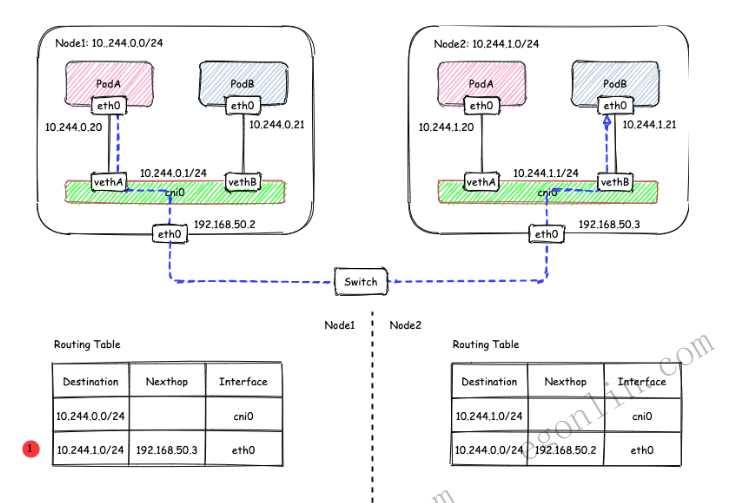 Node1: 10..244.0.0/24
Node2: 10.244.1.0/24
PodA
PodB
PodA
PodB
eth0
eth0
eth0
eth0
10.244.0.20
10.244.0.21
10.244.1.20
10.244.1.21
10.244.0.1/24
10.244.1.1/24
vethA
vethB
vethA
vethB
cni0
cni0
192.168.50.2
192.168.50.3
eth0
eth0
Switch
Node1
Node2
Routing Table
Routing Table
Destination Nexthop Interface
10.244.0.0/24 cni0
1 10.244.1.0/24 192.168.50.3 eth0
Destination Nexthop Interface
10.244.1.0/24 cni0
10.244.0.0/24 192.168.50.2 eth0
egonlin.com